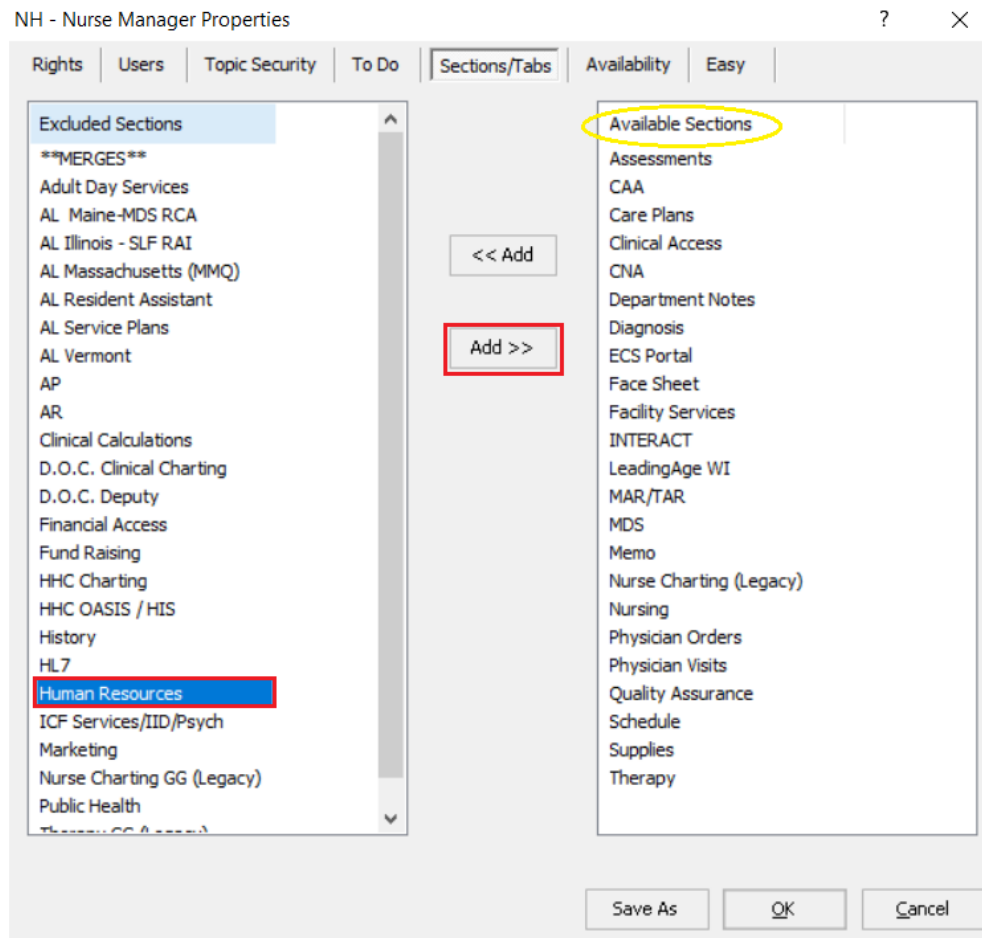 NH - Nurse Manager Properties
Rights Users Topic Security To Do Sections/Tabs Availability Easy
Excluded Sections
**MERGES**
Adult Day Services
AL Maine-MDS RCA
AL Illinois - SLF RAI
AL Massachusetts (MMQ)
AL Resident Assistant
AL Service Plans
AL Vermont
AP
AR
Clinical Calculations
D.O.C. Clinical Charting
D.O.C. Deputy
Financial Access
Fund Raising
HHC Charting
HHC OASIS / HIS
History
HL7
Human Resources
ICF Services/IID/Psych
Marketing
Nurse Charting GG (Legacy)
Public Health
Therapy GG (Legacy)
<< Add
Add >>
Available Sections
Assessments
CAA
Care Plans
Clinical Access
CNA
Department Notes
Diagnosis
ECS Portal
Face Sheet
Facility Services
INTERACT
LeadingAge WI
MAR/TAR
MDS
Memo
Nurse Charting (Legacy)
Nursing
Physician Orders
Physician Visits
Quality Assurance
Schedule
Supplies
Therapy
Save As OK Cancel